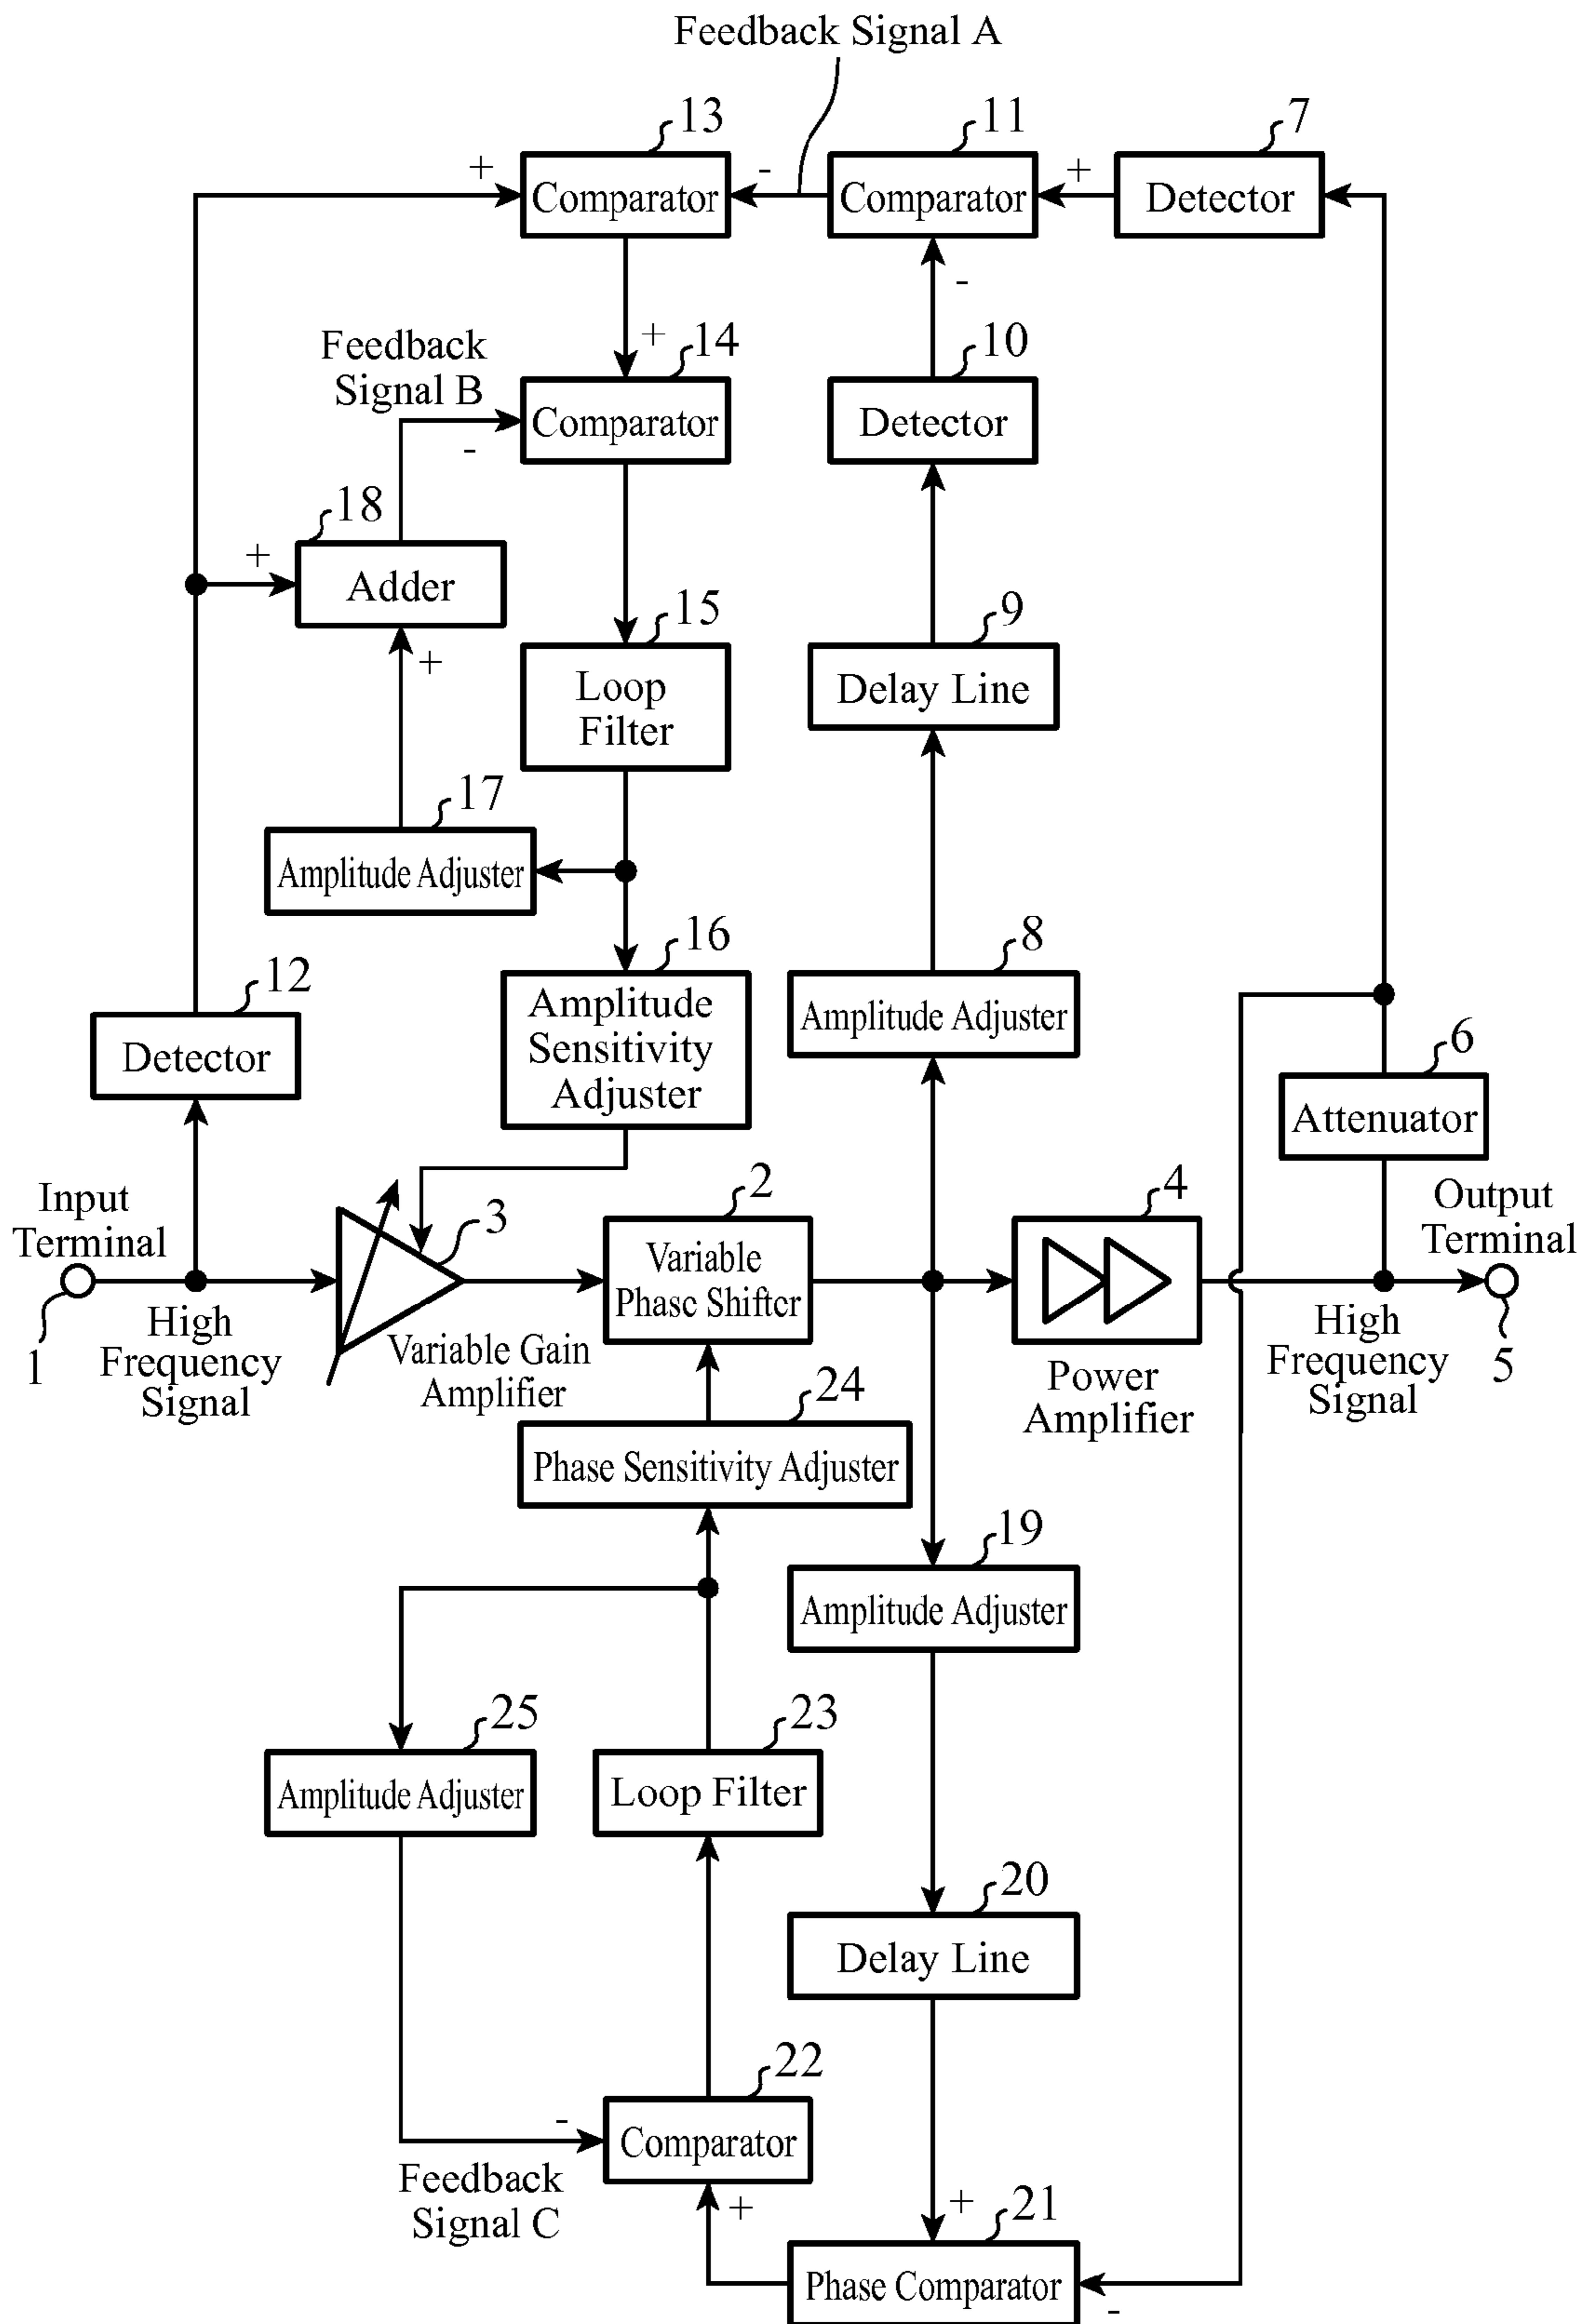 Feedback Signal A
13
11
7
+
-
+
Comparator
Comparator
Detector
-
+
14
10
Feedback
Signal B
-
Comparator
Detector
18
+
Adder
+
15
9
Loop
Filter
Delay Line
17
Amplitude Adjuster
16
8
Amplitude
Sensitivity
Adjuster
Amplitude Adjuster
12
Detector
6
Attenuator
Input
Terminal
3
2
4
Output
Terminal
Variable
Phase Shifter
1
High
Frequency
Signal
Variable Gain
Amplifier
Power
Amplifier
High
Frequency
Signal
5
24
Phase Sensitivity Adjuster
19
Amplitude Adjuster
25
23
Amplitude Adjuster
Loop Filter
20
Delay Line
22
-
Comparator
Feedback
Signal C
+
+
21
Phase Comparator
-